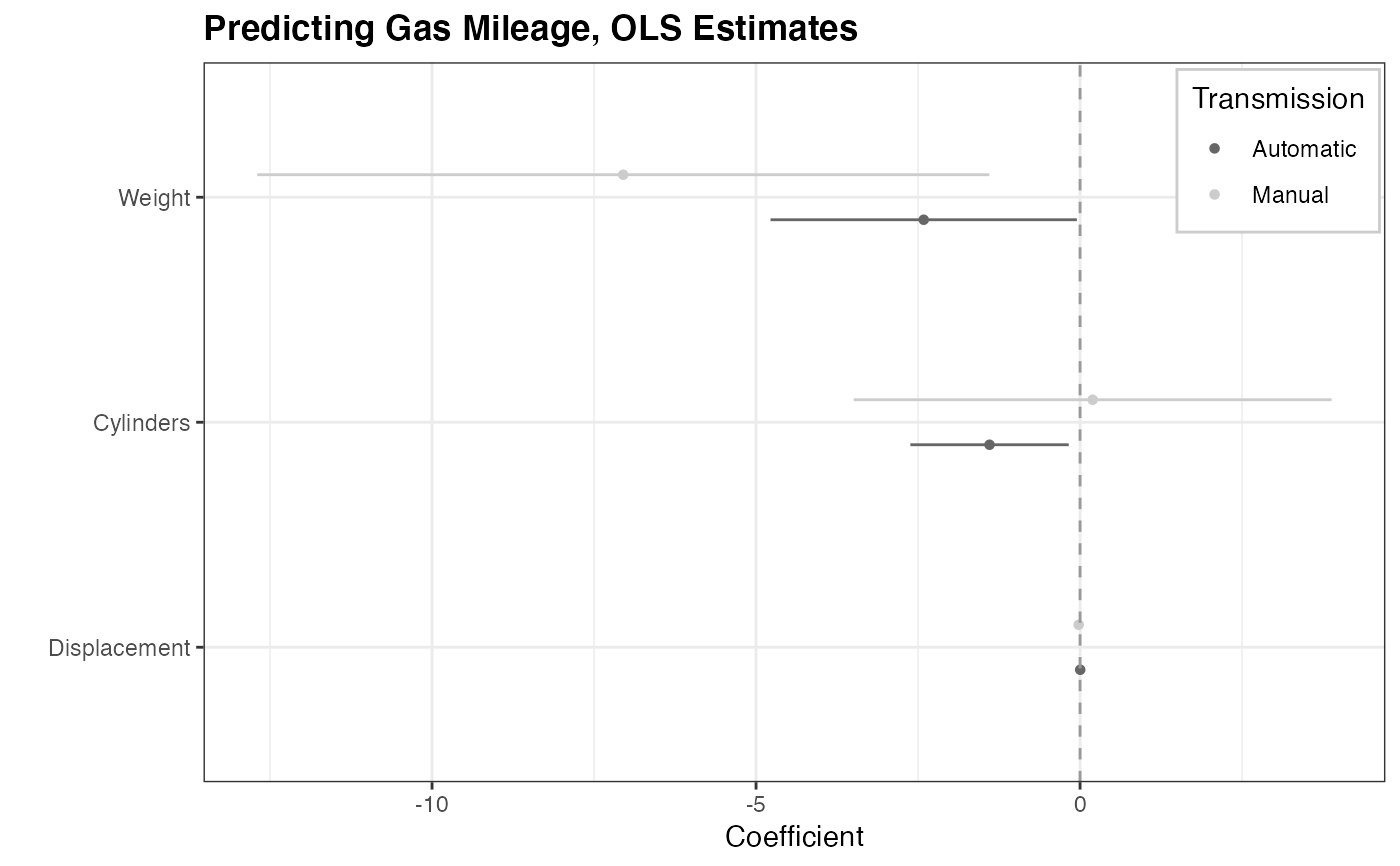 Predicting Gas Mileage, OLS Estimates
Transmission
Automatic
Manual
Weight
Cylinders
Displacement
-10
-5
0
Coefficient